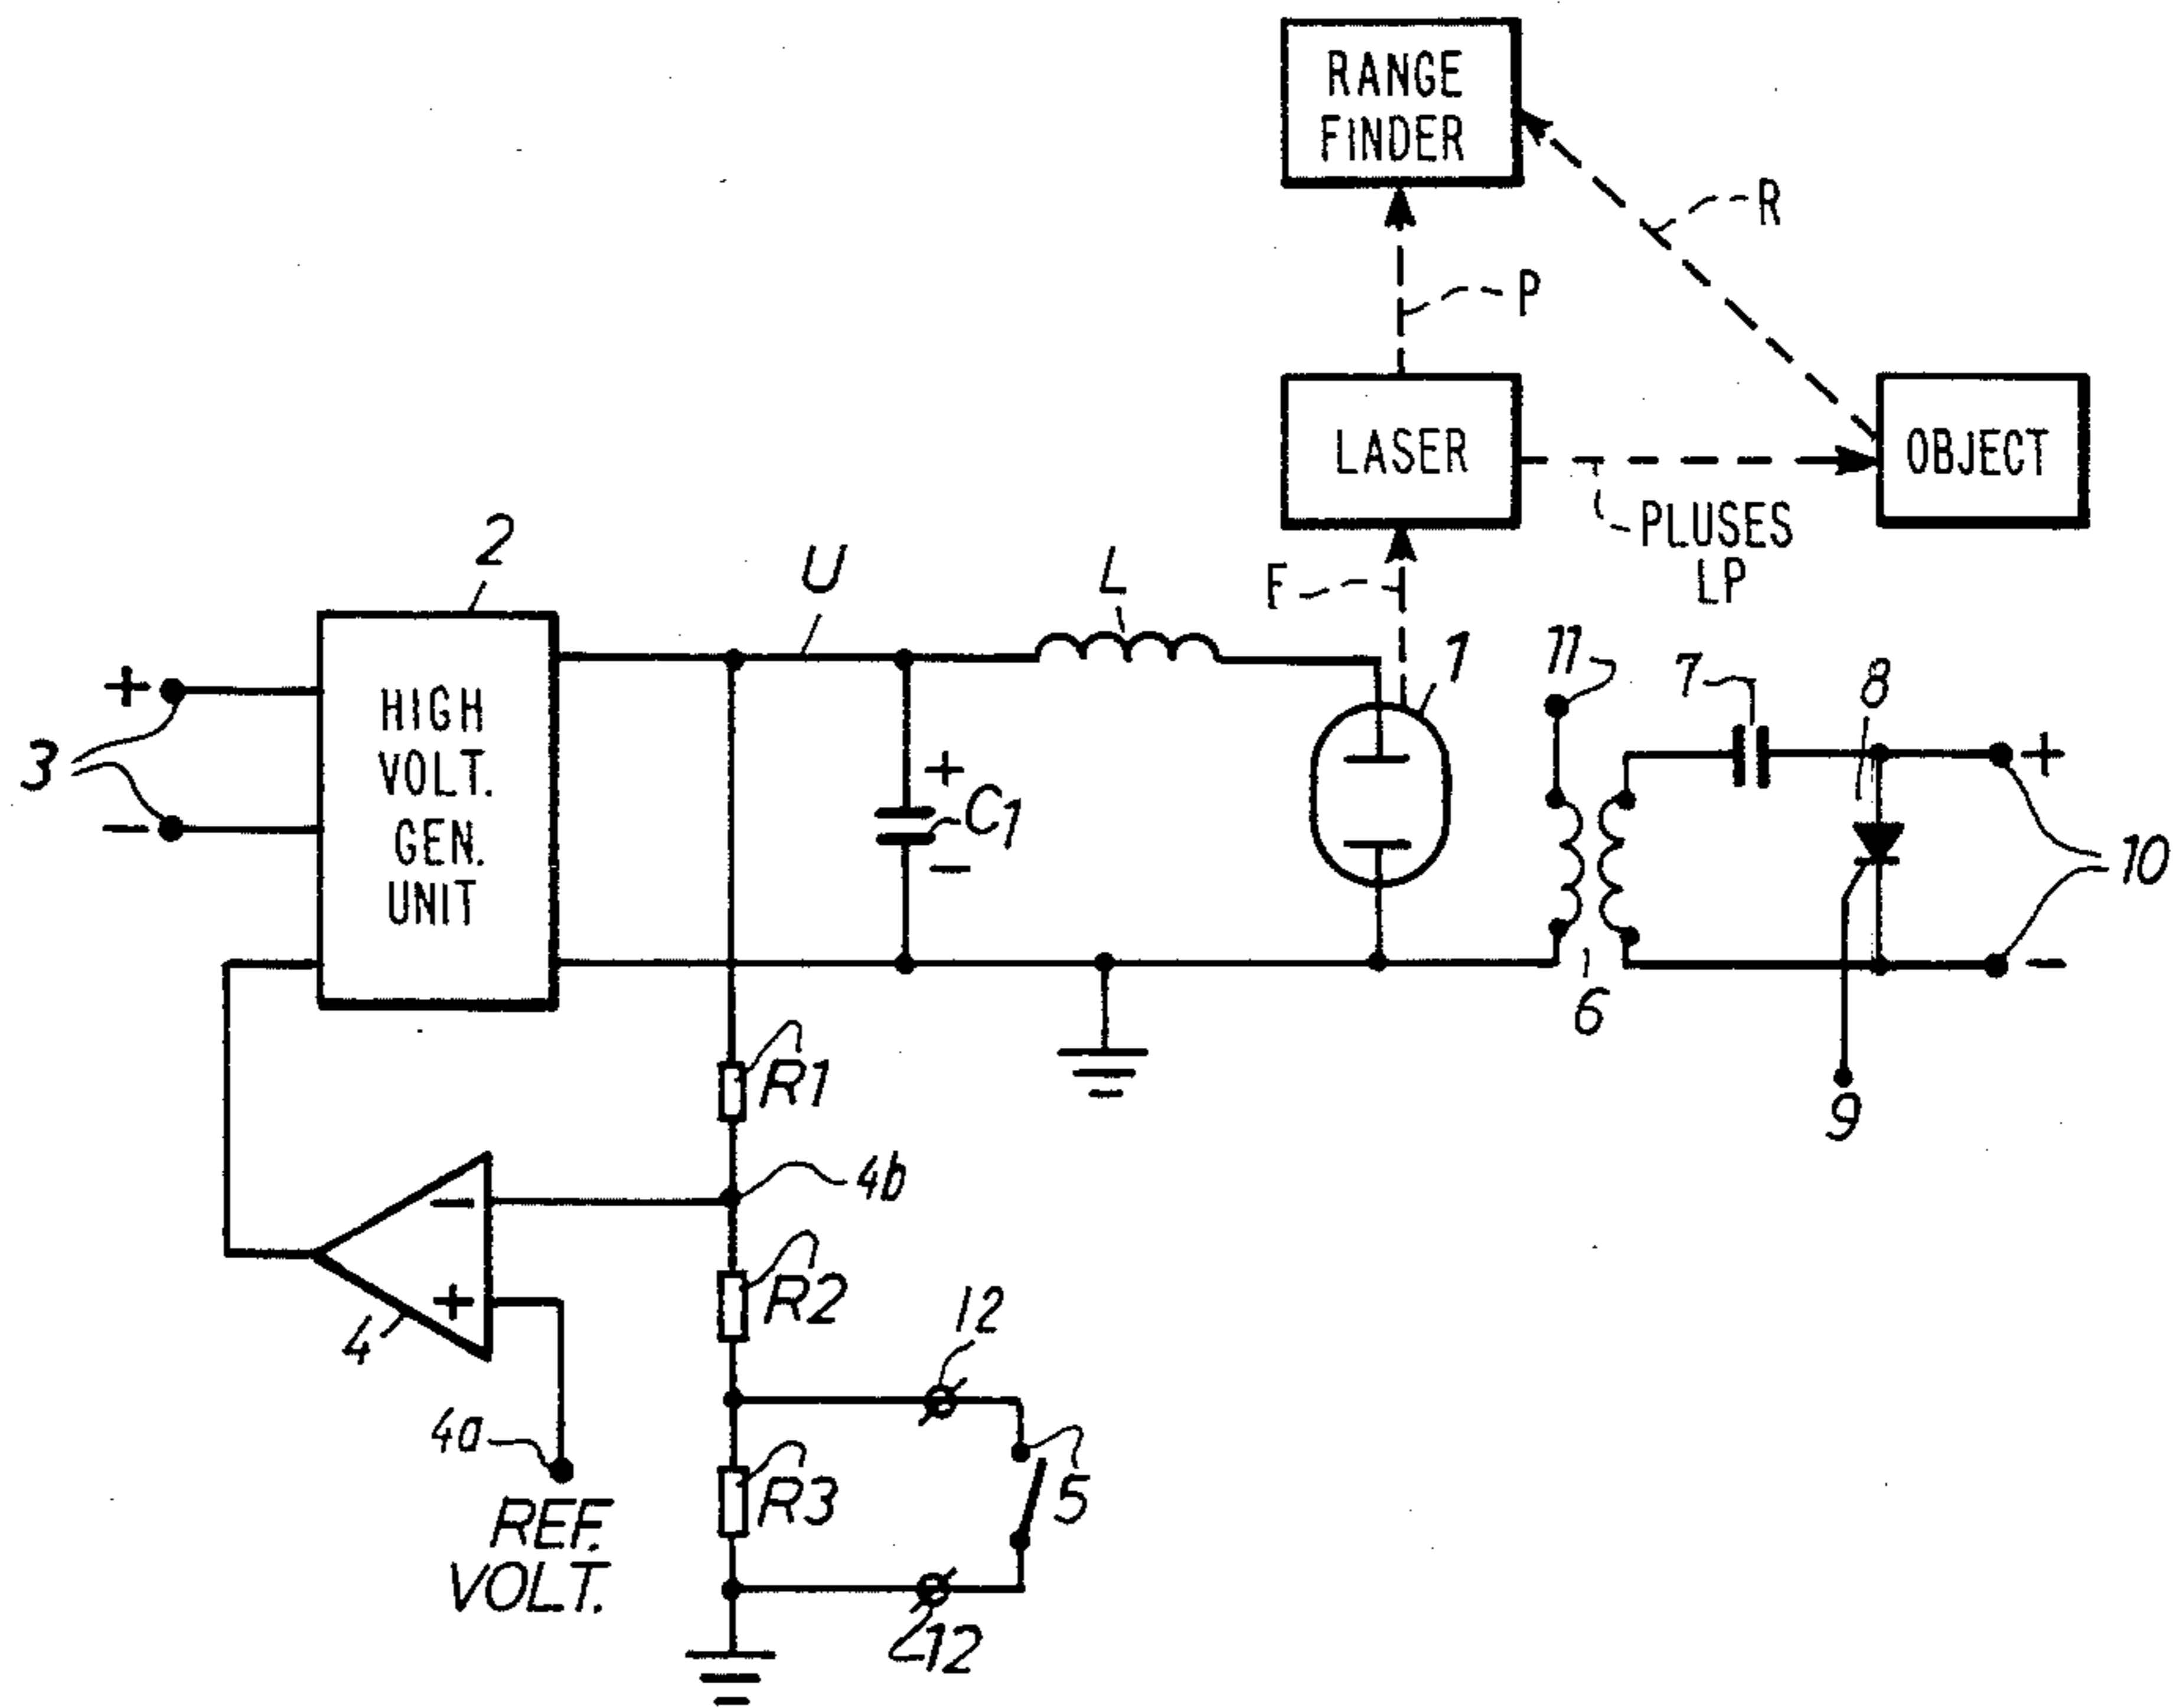 RANGE
FINDER
R
P
LASER
OBJECT
PLUSES
LP
F
2
U
L
1
11
7
8
+
3
-
HIGH
VOLT.
GEN.
UNIT
+
C1
-
+
10
-
6
9
R1
4b
-
R2
+
4
12
4a
R3
5
REF.
VOLT.
12